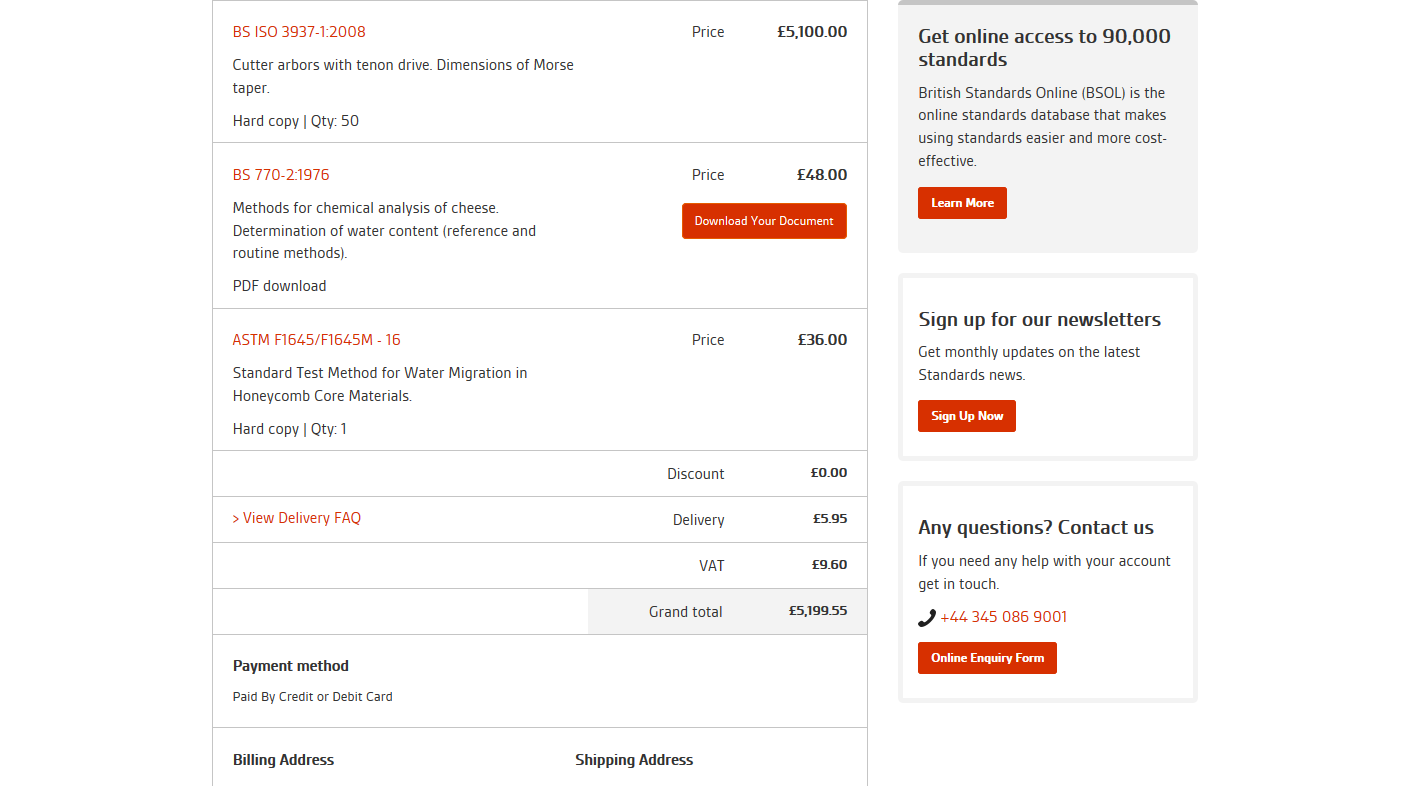 BS ISO 3937-1:2008 Price £5,100.00
Cutter arbors with tenon drive. Dimensions of Morse
taper.
Hard copy | Qty: 50
BS 770-2:1976 Price £48.00
Methods for chemical analysis of cheese.
Determination of water content (reference and
routine methods).
Download Your Document
PDF download
ASTM F1645/F1645M - 16 Price £36.00
Standard Test Method for Water Migration in
Honeycomb Core Materials.
Hard copy | Qty: 1
Discount £0.00
> View Delivery FAQ Delivery £5.95
VAT £9.60
Grand total £5,199.55
Payment method
Paid By Credit or Debit Card
Billing Address Shipping Address
Get online access to 90,000
standards
British Standards Online (BSOL) is the
online standards database that makes
using standards easier and more cost-
effective.
Learn More
Sign up for our newsletters
Get monthly updates on the latest
Standards news.
Sign Up Now
Any questions? Contact us
If you need any help with your account
get in touch.
+44 345 086 9001
Online Enquiry Form